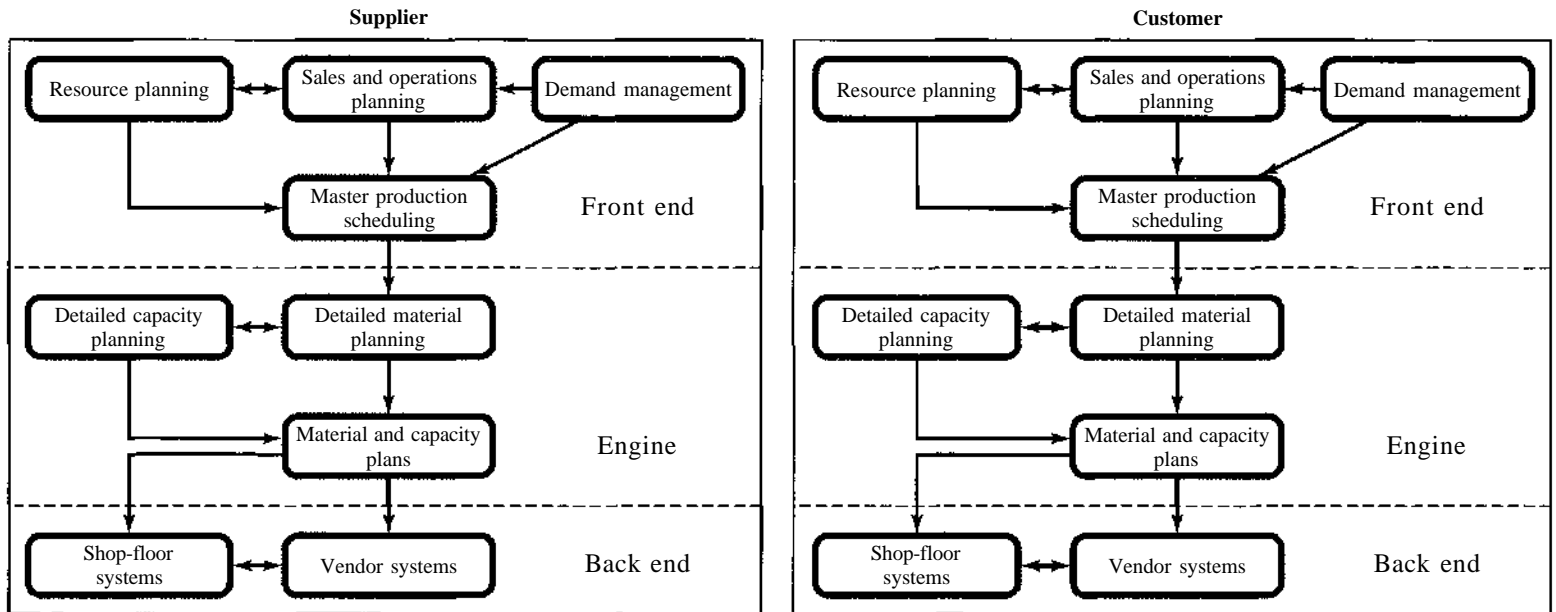 Supplier
Resource planning
Sales and operations
planning
Demand management
Master production
scheduling
Front end
Detailed capacity
planning
Detailed material
planning
Material and capacity
plans
Engine
Shop-floor
systems
Vendor systems
Back end
Customer
Resource planning
Sales and operations
planning
Demand management
Master production
scheduling
Front end
Detailed capacity
planning
Detailed material
planning
Material and capacity
plans
Engine
Shop-floor
systems
Vendor systems
Back end